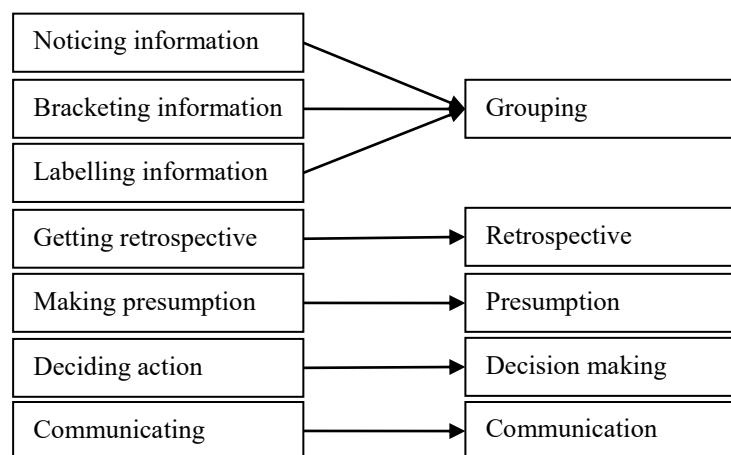 Noticing information
Bracketing information
Grouping
Labelling information
Getting retrospective
Retrospective
Making presumption
Presumption
Deciding action
Decision making
Communicating
Communication